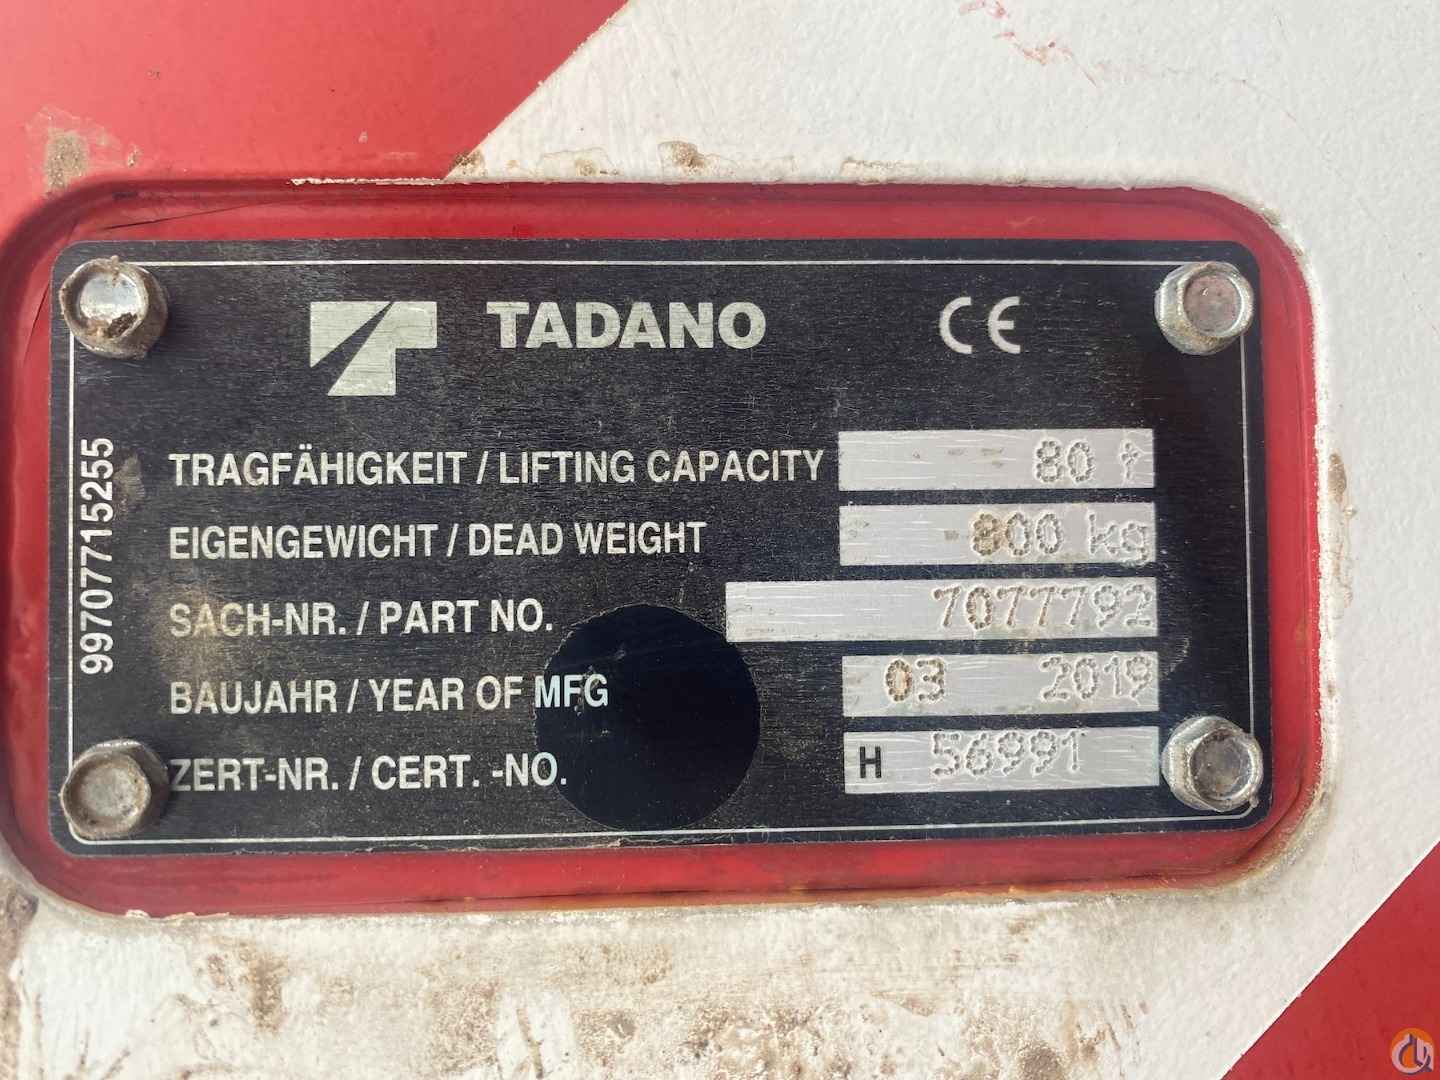 TADANO CE
TRAGFÄHIGKEIT / LIFTING CAPACITY 80 t
EIGENGEWICHT / DEAD WEIGHT 800 kg
SACH-NR. / PART NO. 7077792
BAUJAHR / YEAR OF MFG 03 2019
ZERT-NR. / CERT. -NO. H 56991
99707715255